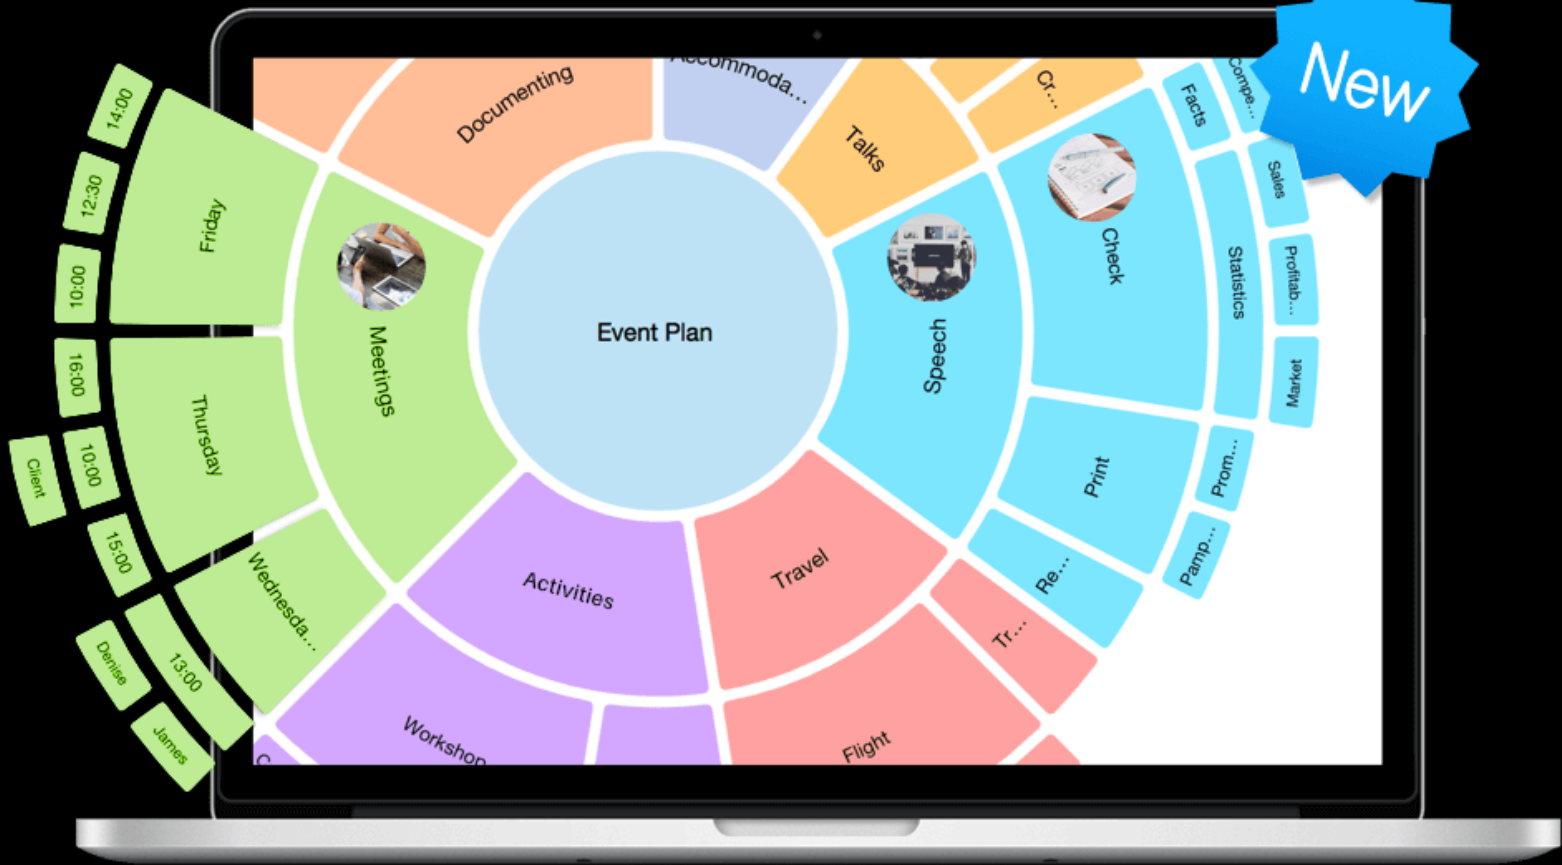 New
Event Plan
Documenting
Accommoda...
Talks
Cr...
Speech
Check
Facts
Compe...
Statistics
Sales
Profitab...
Market
Print
Prom...
Pamp...
Re...
Travel
Tr...
Flight
Activities
Workshop
C
Meetings
Friday
14:00
12:30
10:00
Thursday
16:00
10:00
Client
15:00
Wednesda...
13:00
Denise
James